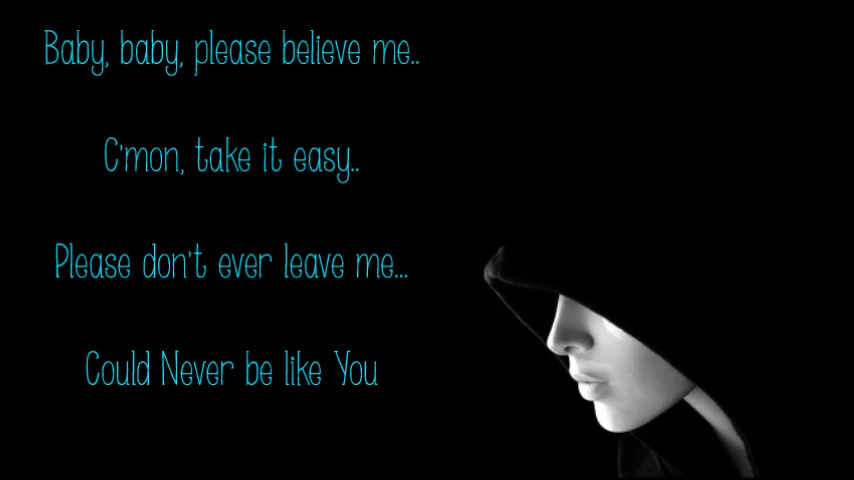 Baby, baby, please believe me..
C'mon, take it easy..
Please don't ever leave me...
Could Never be like You